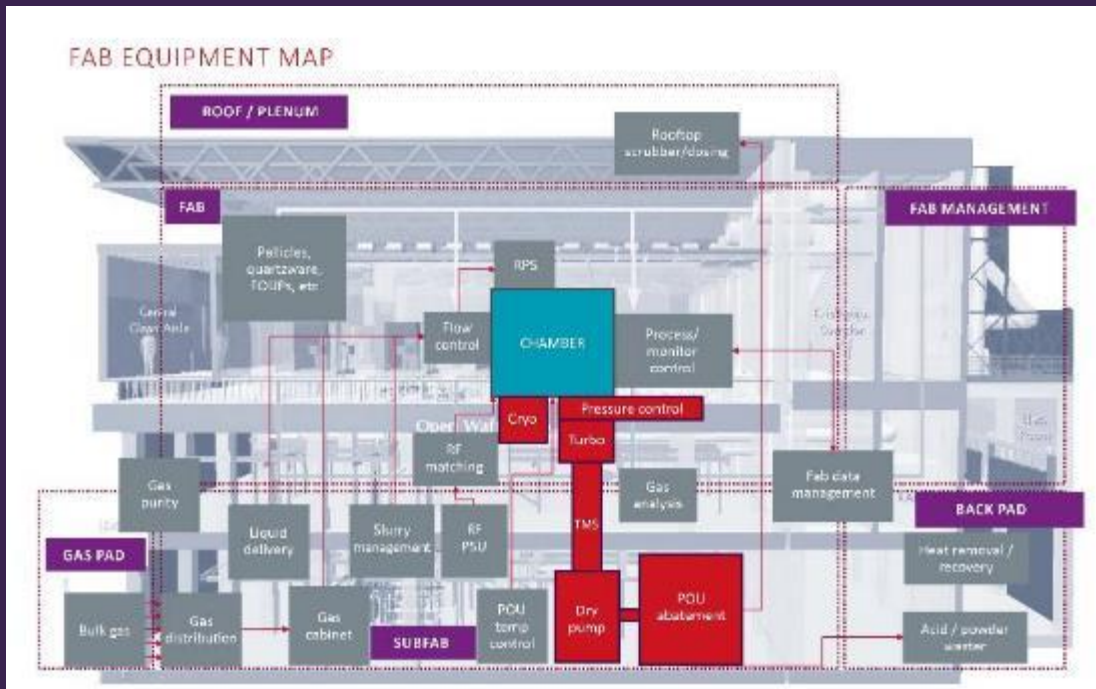 FAB EQUIPMENT MAP
ROOF / PLENUM
Rooftop
scrubber/dosing
FAB
FAB MANAGEMENT
Pellicles,
quartzware,
FOUPs, etc
RPS
Central
Clean Aisle
Flow
control
CHAMBER
Process/
monitor
control
Cryo
Pressure control
Turbo
RF
matching
Gas
purity
Gas
analysis
Fab data
management
BACK PAD
GAS PAD
Liquid
delivery
Slurry
management
RF
PSU
TMS
Heat removal /
recovery
Bulk gas
Gas
distribution
Gas
cabinet
SUBFAB
POU
temp
control
Dry
pump
POU
abatement
Acid / powder